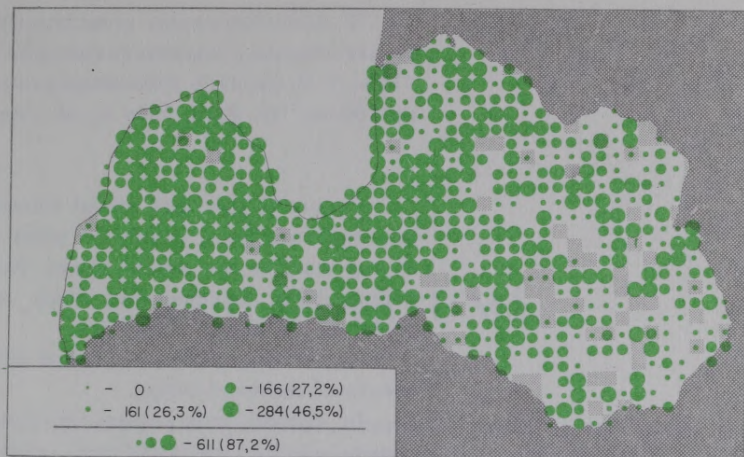 - 0
- 166 (27,2%)
- 161 (26,3%)
- 284 (46,5%)
- 611 (87,2%)